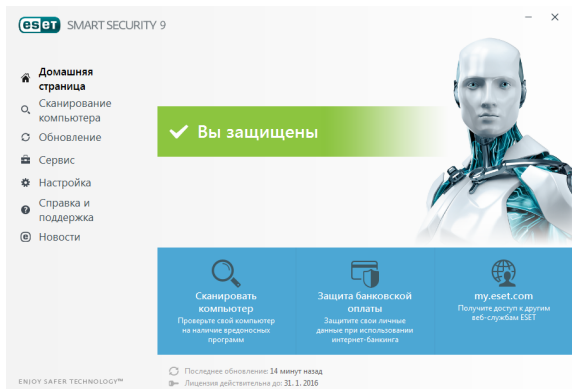 eset SMART SECURITY 9
Домашняя
страница
Сканирование
компьютера
Обновление
Сервис
Настройка
Справка и
поддержка
Новости
Вы защищены
Сканировать
компьютер
Проверьте свой компьютер
на наличие вредоносных
программ
Защита банковской
оплаты
Защитите свои личные
данные при использовании
интернет-банкинга
my.eset.com
Получите доступ к другим
веб-службам ESET
Последнее обновление: 14 минут назад
Лицензия действительна до: 31. 1. 2016
ENJOY SAFER TECHNOLOGY™